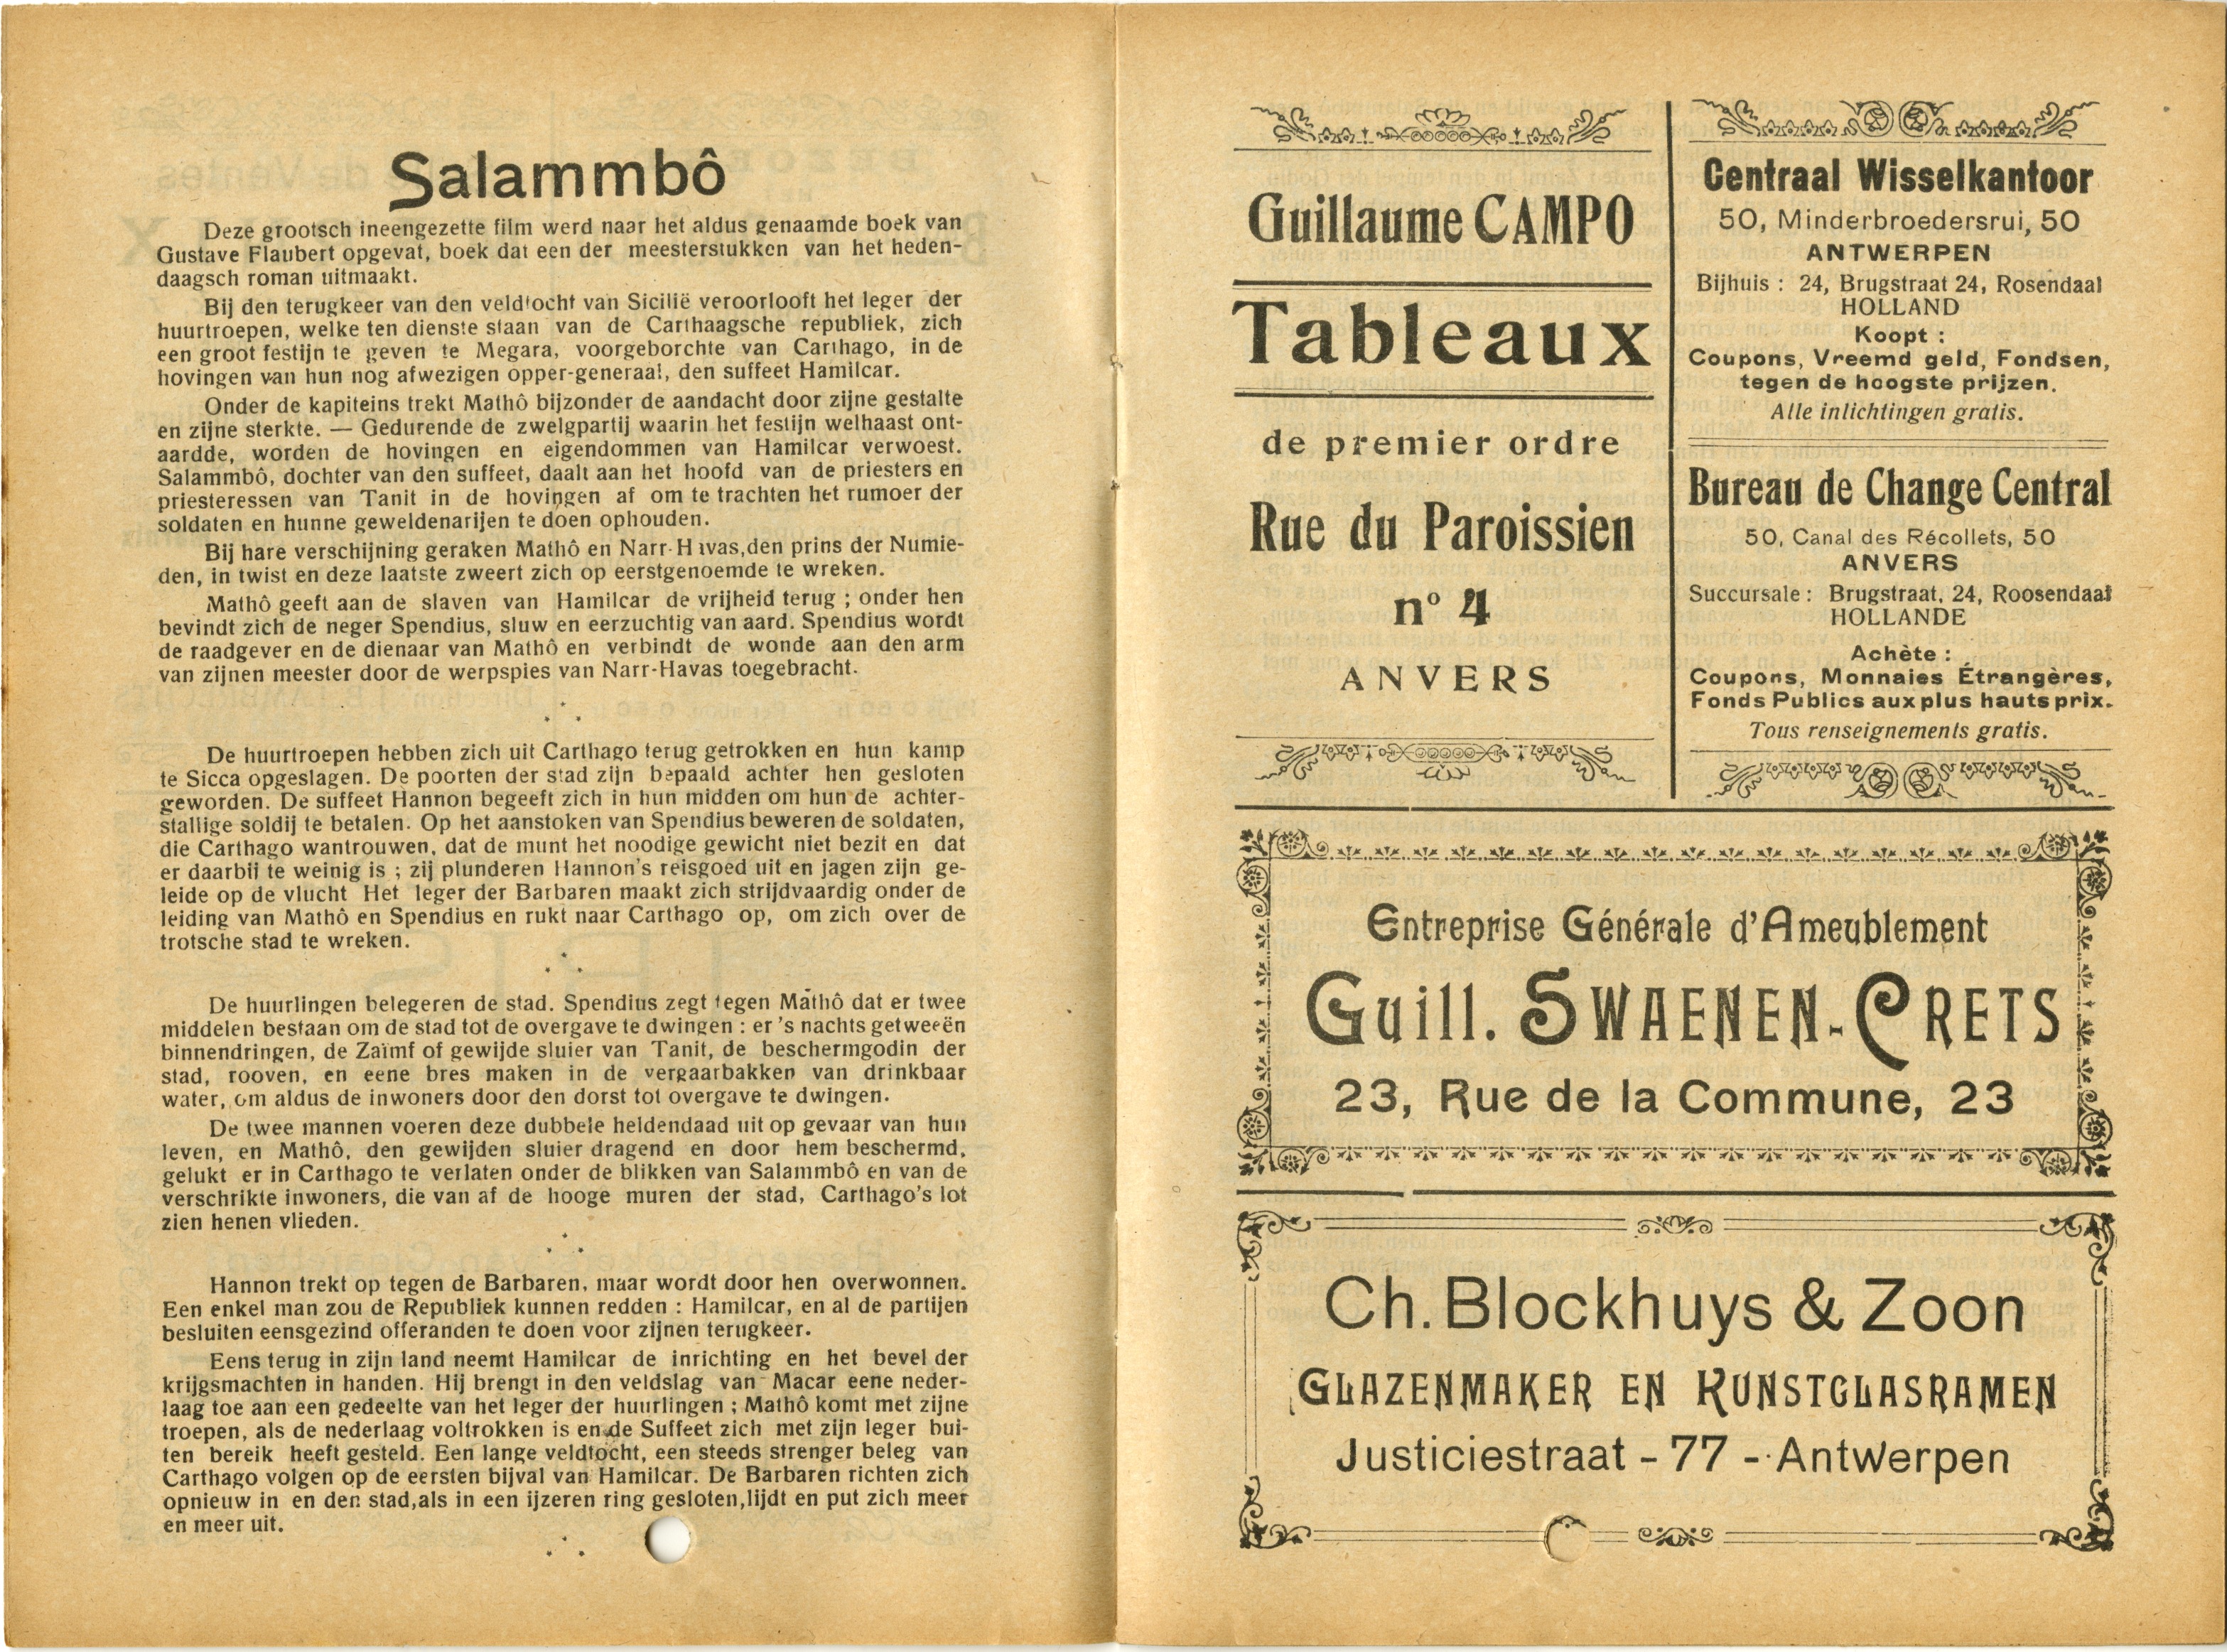 Salammbô
Deze grootsch ineengezette film werd naar het aldus genaamde boek van
Gustave Flaubert opgevat, boek dat een der meesterstukken van het heden-
daagsch roman uitmaakt.
Bij den terugkeer van den veldtocht van Sicilië veroorlooft het leger der
huurtroepen, welke ten dienste staan van de Carthaagsche republiek, zich
een groot festijn te geven te Megara, voorgeborchte van Carthago, in de
hovingen van hun nog afwezigen opper-generaal, den suffeet Hamilcar.
Onder de kapiteins trekt Mathô bijzonder de aandacht door zijne gestalte
en zijne sterkte. — Gedurende de zwelgpartij waarin het festijn welhaast ont-
aardde, worden de hovingen en eigendommen van Hamilcar verwoest.
Salammbô, dochter van den suffeet, daalt aan het hoofd van de priesters en
priesteressen van Tanit in de hovingen af om te trachten het rumoer der
soldaten en hunne geweldenarijen te doen ophouden.
Bij hare verschijning geraken Mathô en Narr-Havas,den prins der Numie-
den, in twist en deze laatste zweert zich op eerstgenoemde te wreken.
Mathô geeft aan de slaven van Hamilcar de vrijheid terug ; onder hen
bevindt zich de neger Spendius, sluw en eerzuchtig van aard. Spendius wordt
de raadgever en de dienaar van Mathô en verbindt de wonde aan den arm
van zijnen meester door de werpspies van Narr-Havas toegebracht.
De huurtroepen hebben zich uit Carthago terug getrokken en hun kamp
te Sicca opgeslagen. De poorten der stad zijn bepaald achter hen gesloten
geworden. De suffeet Hannon begeeft zich in hun midden om hun de achter-
stallige soldij te betalen. Op het aanstoken van Spendius beweren de soldaten,
die Carthago wantrouwen, dat de munt het noodige gewicht niet bezit en dat
er daarbij te weinig is ; zij plunderen Hannon's reisgoed uit en jagen zijn ge-
leide op de vlucht Het leger der Barbaren maakt zich strijdvaardig onder de
leiding van Mathô en Spendius en rukt naar Carthago op, om zich over de
trotsche stad te wreken.
De huurlingen belegeren de stad. Spendius zegt tegen Mathô dat er twee
middelen bestaan om de stad tot de overgave te dwingen : er 's nachts getweeën
binnendringen, de Zaïmf of gewijde sluier van Tanit, de beschermgodin der
stad, rooven, en eene bres maken in de vergaarbakken van drinkbaar
water, om aldus de inwoners door den dorst tot overgave te dwingen.
De twee mannen voeren deze dubbele heldendaad uit op gevaar van hun
leven, en Mathô, den gewijden sluier dragend en door hem beschermd,
gelukt er in Carthago te verlaten onder de blikken van Salammbô en van de
verschrikte inwoners, die van af de hooge muren der stad, Carthago's lot
zien henen vlieden.
Hannon trekt op tegen de Barbaren, maar wordt door hen overwonnen.
Een enkel man zou de Republiek kunnen redden : Hamilcar, en al de partijen
besluiten eensgezind offeranden te doen voor zijnen terugkeer.
Eens terug in zijn land neemt Hamilcar de inrichting en het bevel der
krijgsmachten in handen. Hij brengt in den veldslag van Macar eene neder-
laag toe aan een gedeelte van het leger der huurlingen ; Mathô komt met zijne
troepen, als de nederlaag voltrokken is en de Suffeet zich met zijn leger bui-
ten bereik heeft gesteld. Een lange veldtocht, een steeds strenger beleg van
Carthago volgen op de eersten bijval van Hamilcar. De Barbaren richten zich
opnieuw in en den stad,als in een ijzeren ring gesloten,lijdt en put zich meer
en meer uit.
Guillaume CAMPO
Tableaux
de premier ordre
Rue du Paroissien
n° 4
ANVERS
Centraal Wisselkantoor
50, Minderbroedersrui, 50
ANTWERPEN
Bijhuis : 24, Brugstraat 24, Rosendaal
HOLLAND
Koopt :
Coupons, Vreemd geld, Fondsen,
tegen de hoogste prijzen.
Alle inlichtingen gratis.
Bureau de Change Central
50, Canal des Récollets, 50
ANVERS
Succursale : Brugstraat, 24, Roosendaal
HOLLANDE
Achète :
Coupons, Monnaies Étrangères,
Fonds Publics aux plus hauts prix.
Tous renseignements gratis.
Entreprise Générale d'Ameublement
Guill. SWAENEN-CRETS
23, Rue de la Commune, 23
Ch. Blockhuys & Zoon
GLAZENMAKER EN KUNSTGLASRAMEN
Justiciestraat - 77 - Antwerpen